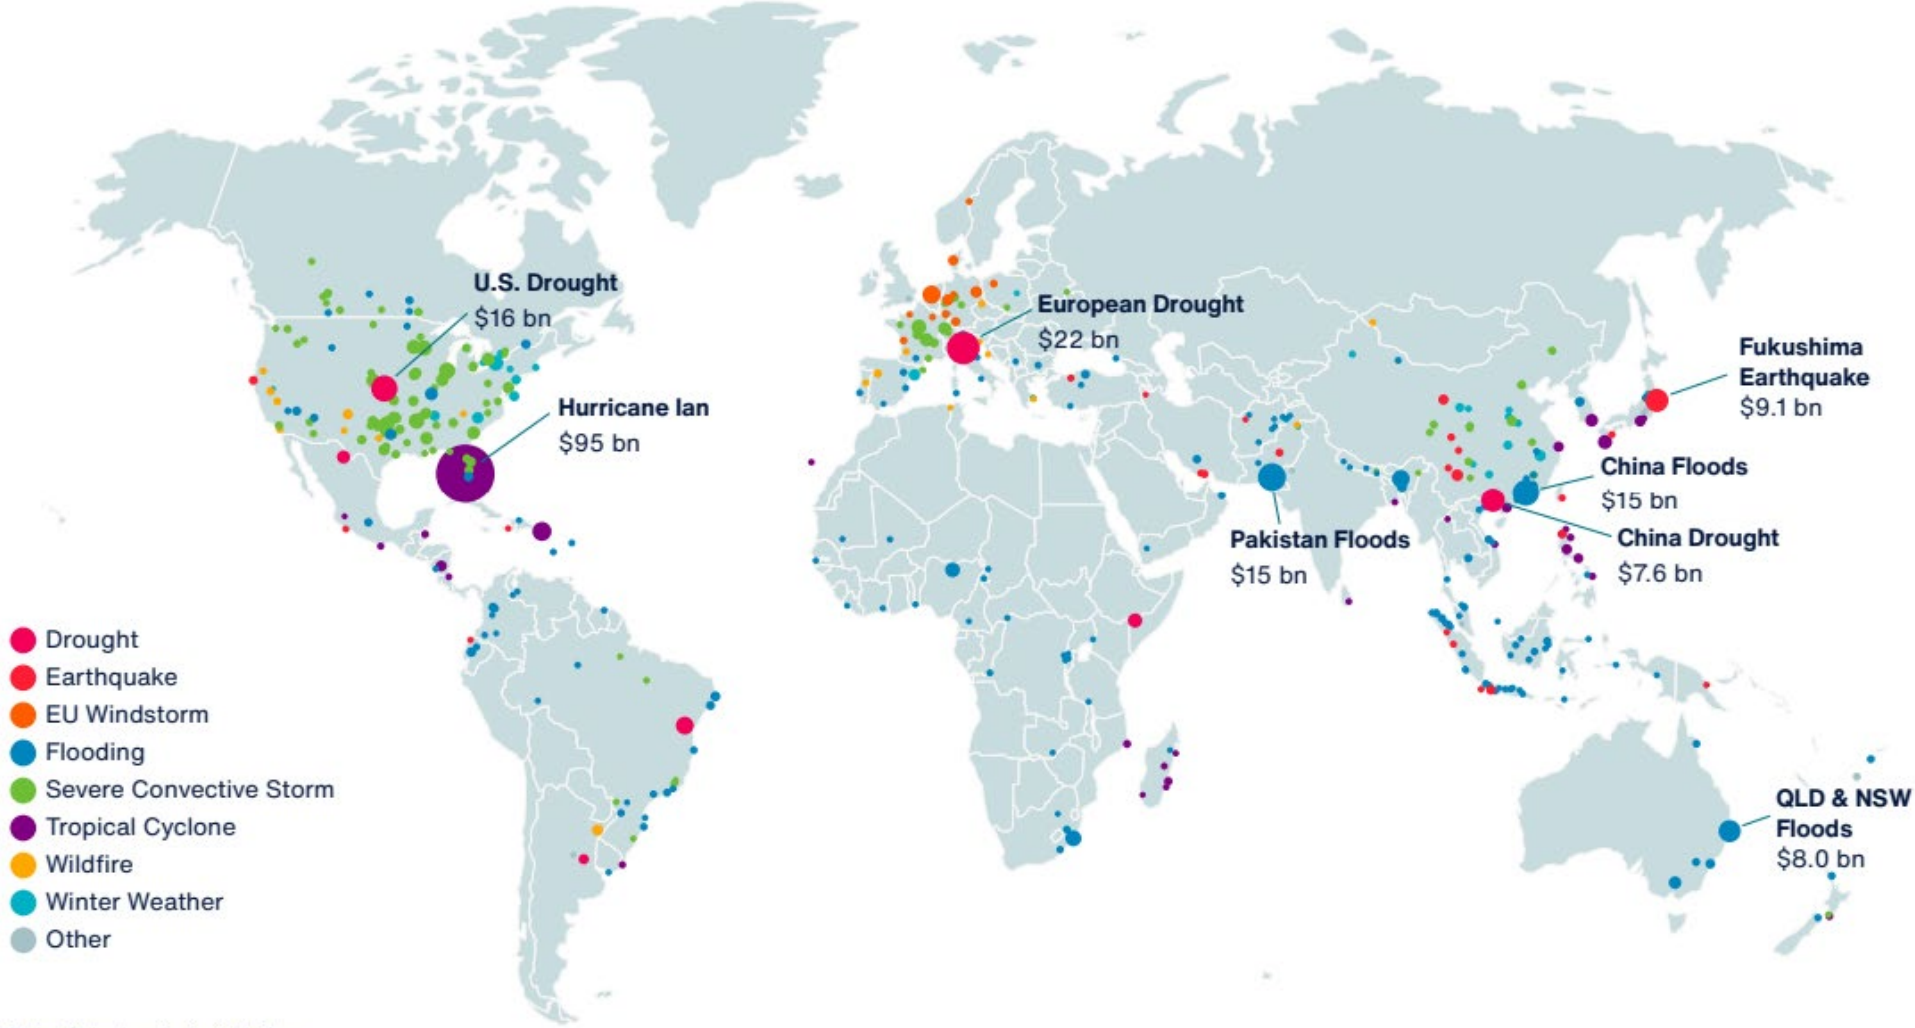 U.S. Drought
$16 bn
European Drought
$22 bn
Fukushima
Earthquake
$9.1 bn
Hurricane Ian
$95 bn
China Floods
$15 bn
Pakistan Floods
$15 bn
China Drought
$7.6 bn
Drought
Earthquake
EU Windstorm
Flooding
Severe Convective Storm
Tropical Cyclone
Wildfire
Winter Weather
Other
QLD & NSW
Floods
$8.0 bn